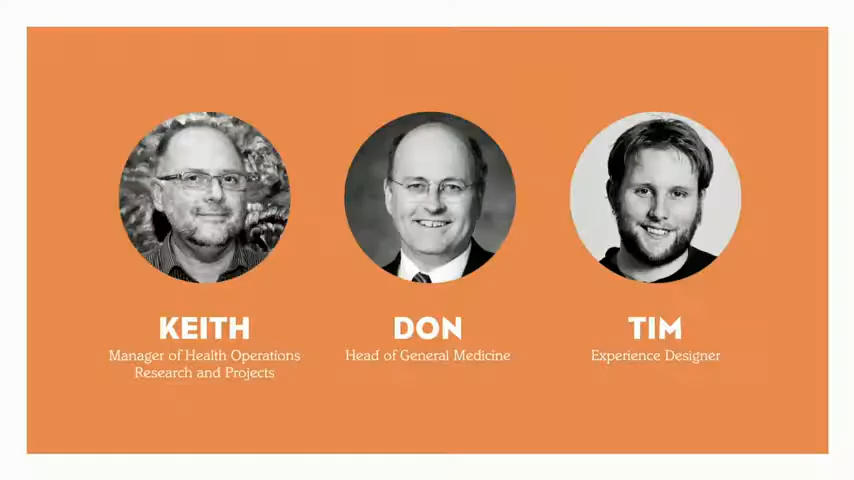 KEITH
Manager of Health Operations
Research and Projects
DON
Head of General Medicine
TIM
Experience Designer